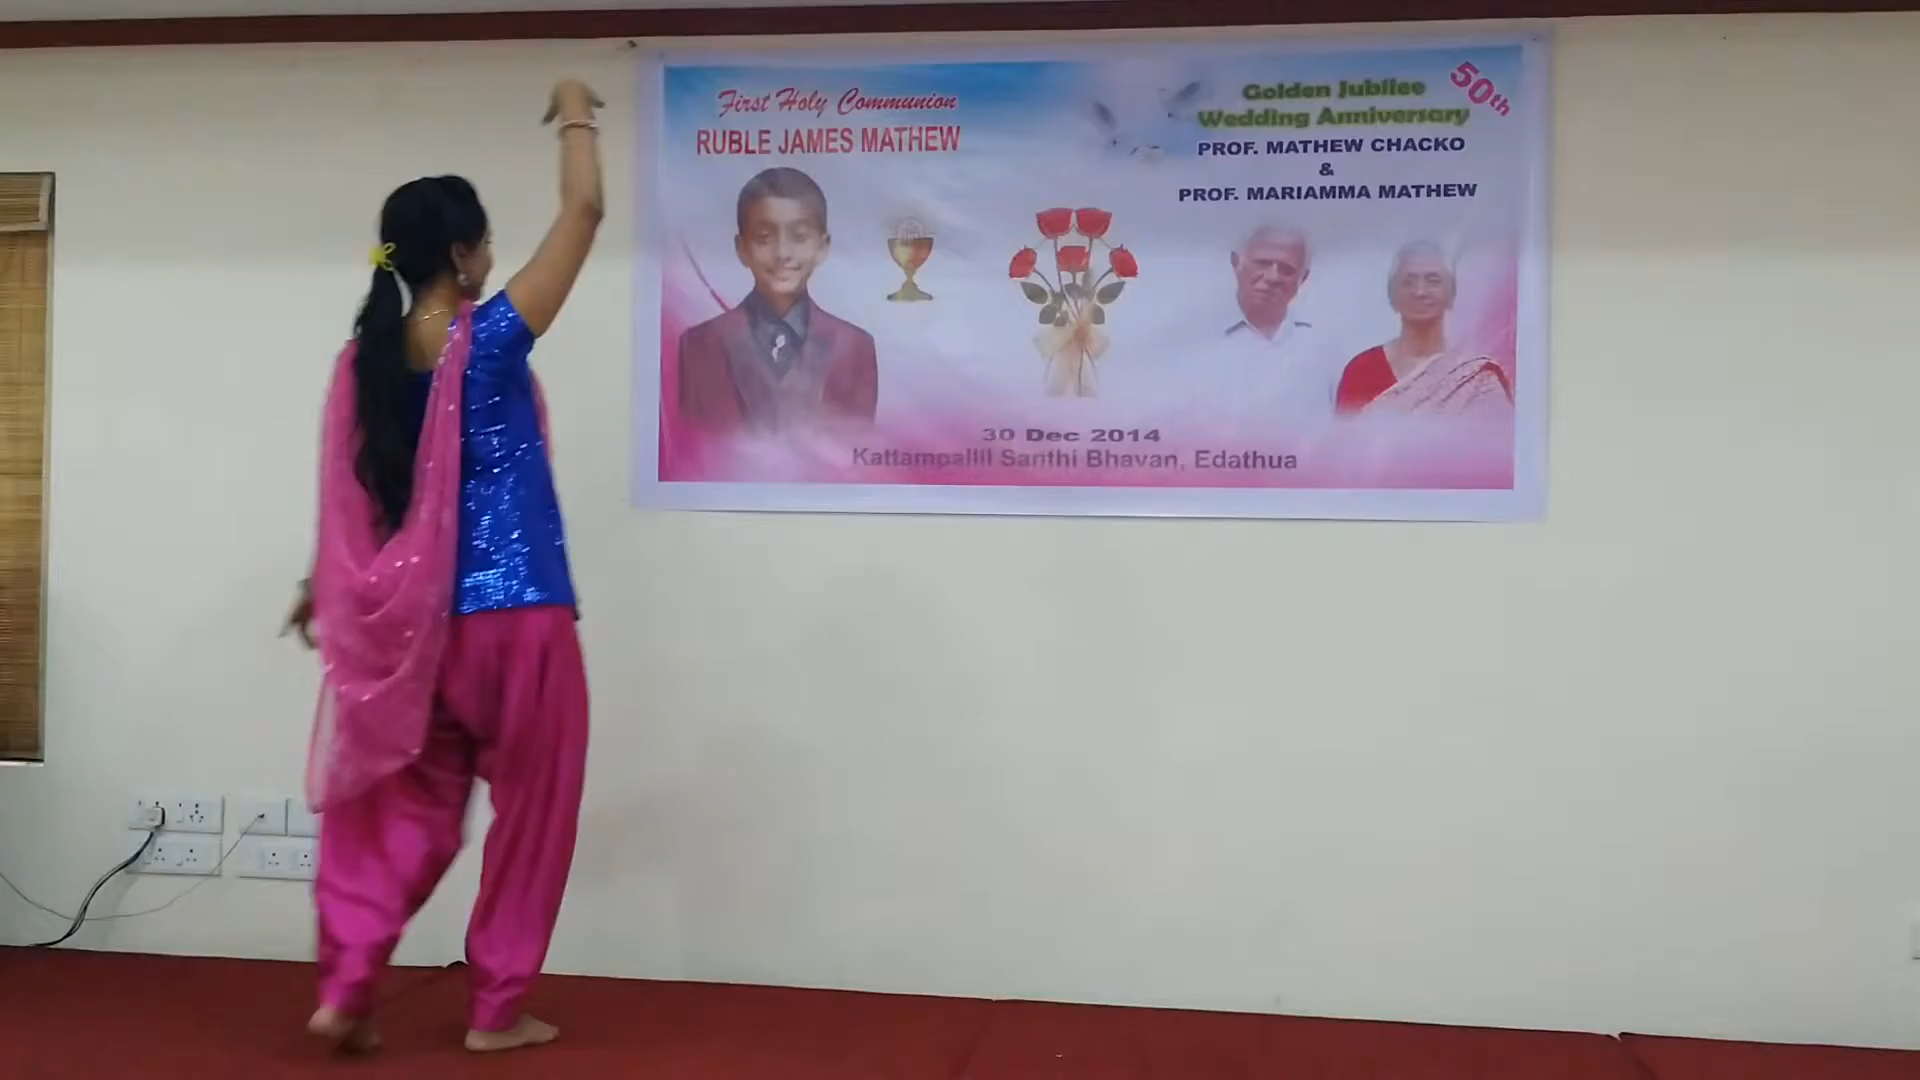 First Holy Communion
RUBLE JAMES MATHEW
50th
Golden Jubilee
Wedding Anniversary
PROF. MATHEW CHACKO
&
PROF. MARIAMMA MATHEW
30 Dec 2014
Kattampallil Santhi Bhavan, Edathua